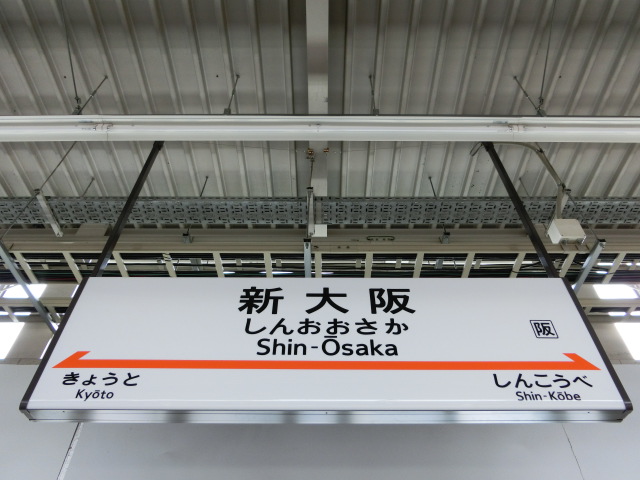 新大阪
しんおおさか
Shin-Ōsaka
阪
きょうと
Kyōto
しんこうべ
Shin-Kōbe